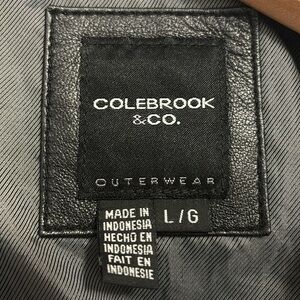 COLEBROOK
&CO.
OUTERWEAR
MADE IN
INDONESIA
HECHO EN
INDONESIA
FAIT EN
INDONESIE
L/G